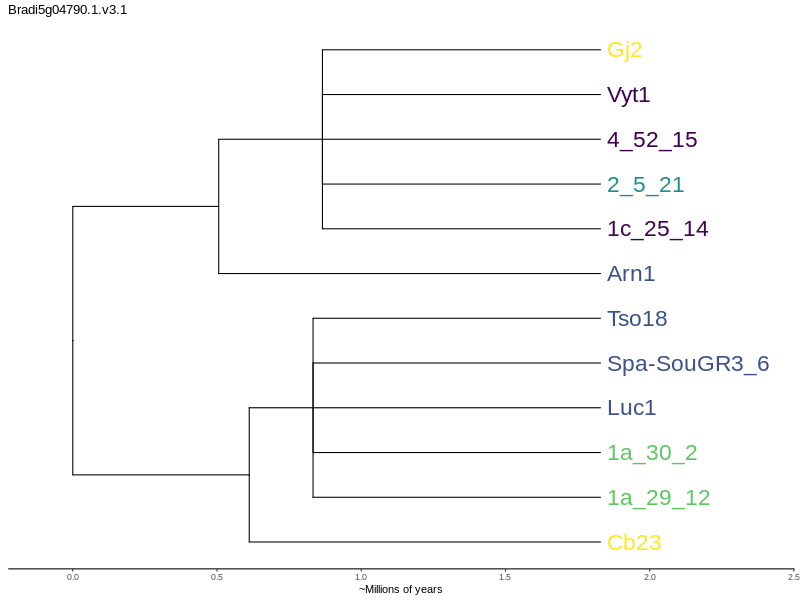 Bradi5g04790.1.v3.1
Gj2
Vyt1
4_52_15
2_5_21
1c_25_14
Arn1
Tso18
Spa-SouGR3_6
Luc1
1a_30_2
1a_29_12
Cb23
0.0 0.5 1.0 1.5 2.0 2.5
~Millions of years